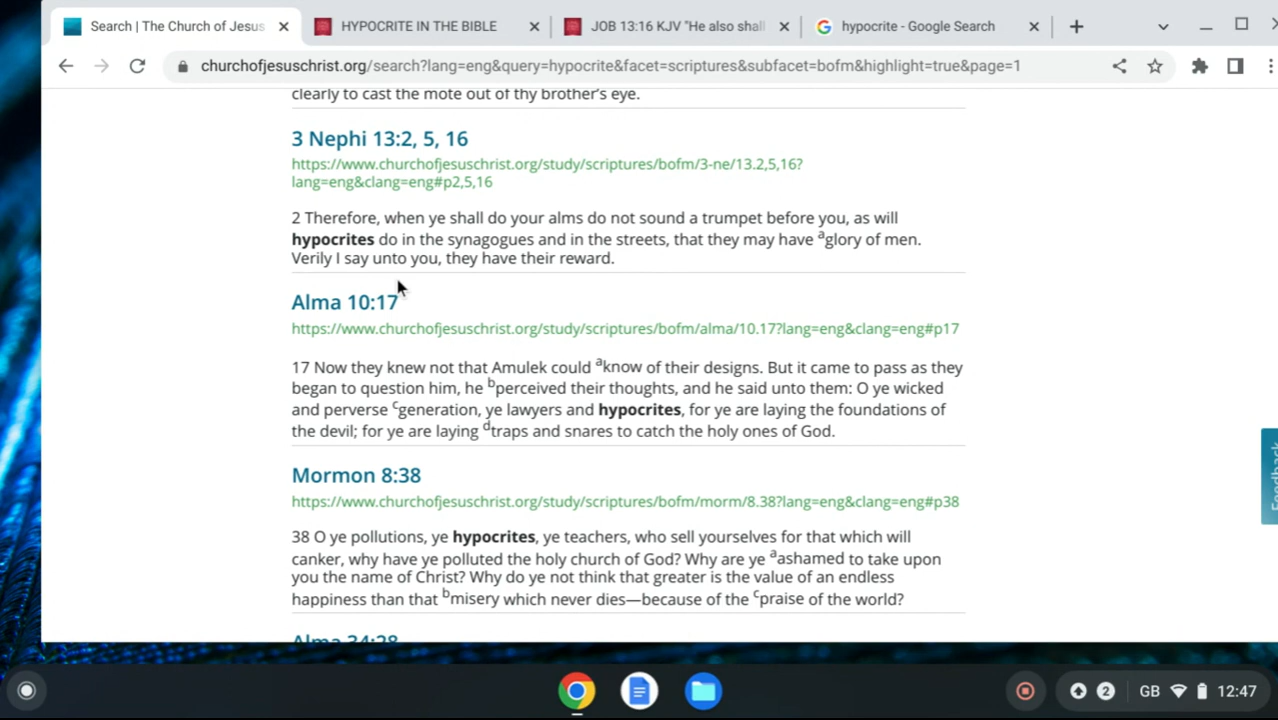 Search | The Church of Jesus
HYPOCRITE IN THE BIBLE
JOB 13:16 KJV "He also shal
hypocrite - Google Search
churchofjesuschrist.org/search?lang=eng&query=hypocrite&facet=scriptures&subfacet=bofm&highlight=true&page=1
clearly to cast the mote out of thy brother's eye.
3 Nephi 13:2, 5, 16
https://www.churchofjesuschrist.org/study/scriptures/bofm/3-ne/13.2,5,16?
lang=eng&clang=eng#p2,5,16
2 Therefore, when ye shall do your alms do not sound a trumpet before you, as will
hypocrites do in the synagogues and in the streets, that they may have aglory of men.
Verily I say unto you, they have their reward.
Alma 10:17
https://www.churchofjesuschrist.org/study/scriptures/bofm/alma/10.17?lang=eng&clang=eng#p17
17 Now they knew not that Amulek could aknow of their designs. But it came to pass as they
began to question him, he bperceived their thoughts, and he said unto them: O ye wicked
and perverse cgeneration, ye lawyers and hypocrites, for ye are laying the foundations of
the devil; for ye are laying dtraps and snares to catch the holy ones of God.
Mormon 8:38
https://www.churchofjesuschrist.org/study/scriptures/bofm/morm/8.38?lang=eng&clang=eng#p38
38 O ye pollutions, ye hypocrites, ye teachers, who sell yourselves for that which will
canker, why have ye polluted the holy church of God? Why are ye aashamed to take upon
you the name of Christ? Why do ye not think that greater is the value of an endless
happiness than that bmisery which never dies—because of the cpraise of the world?
Alma 34:28
Feedback
2
GB
12:47